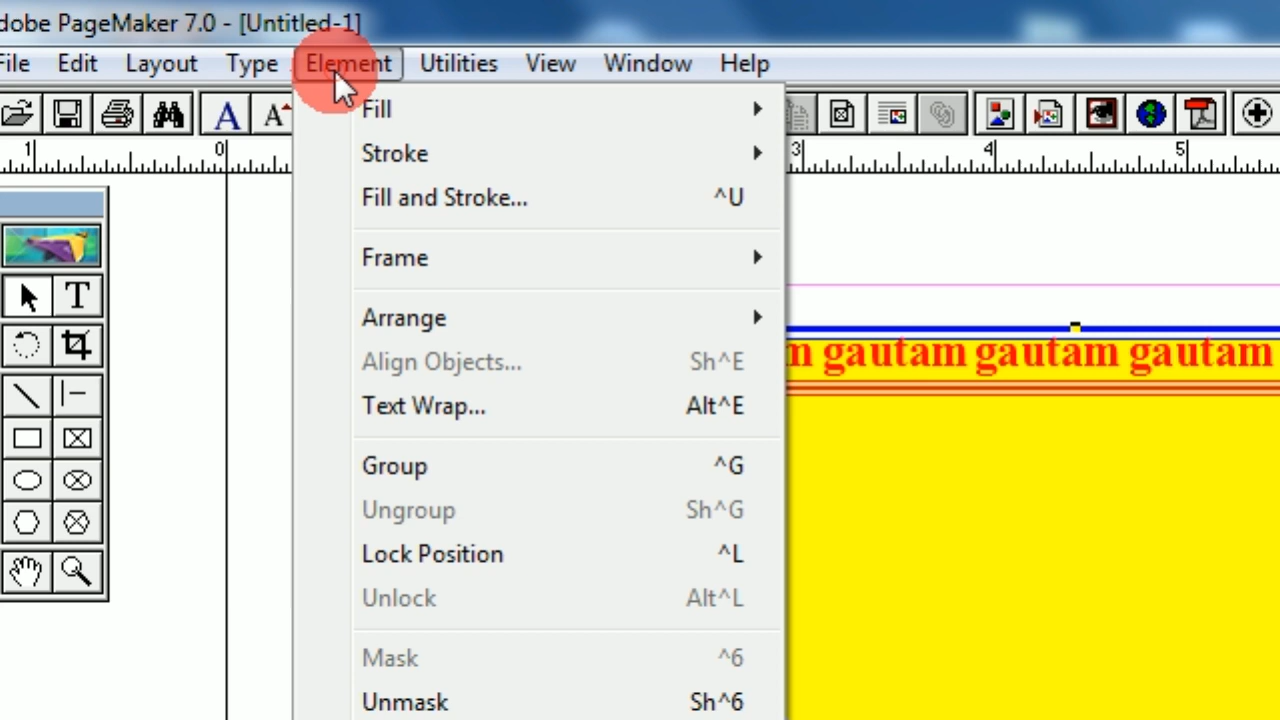 dobe PageMaker 7.0 - [Untitled-1]
File Edit Layout Type Element Utilities View Window Help
A A
1 0 3 4 5
Fill
Stroke
Fill and Stroke... ^U
Frame
Arrange
Align Objects... Sh^E
Text Wrap... Alt^E
Group ^G
Ungroup Sh^G
Lock Position ^L
Unlock Alt^L
Mask ^6
Unmask Sh^6
T
m gautam gautam gautam